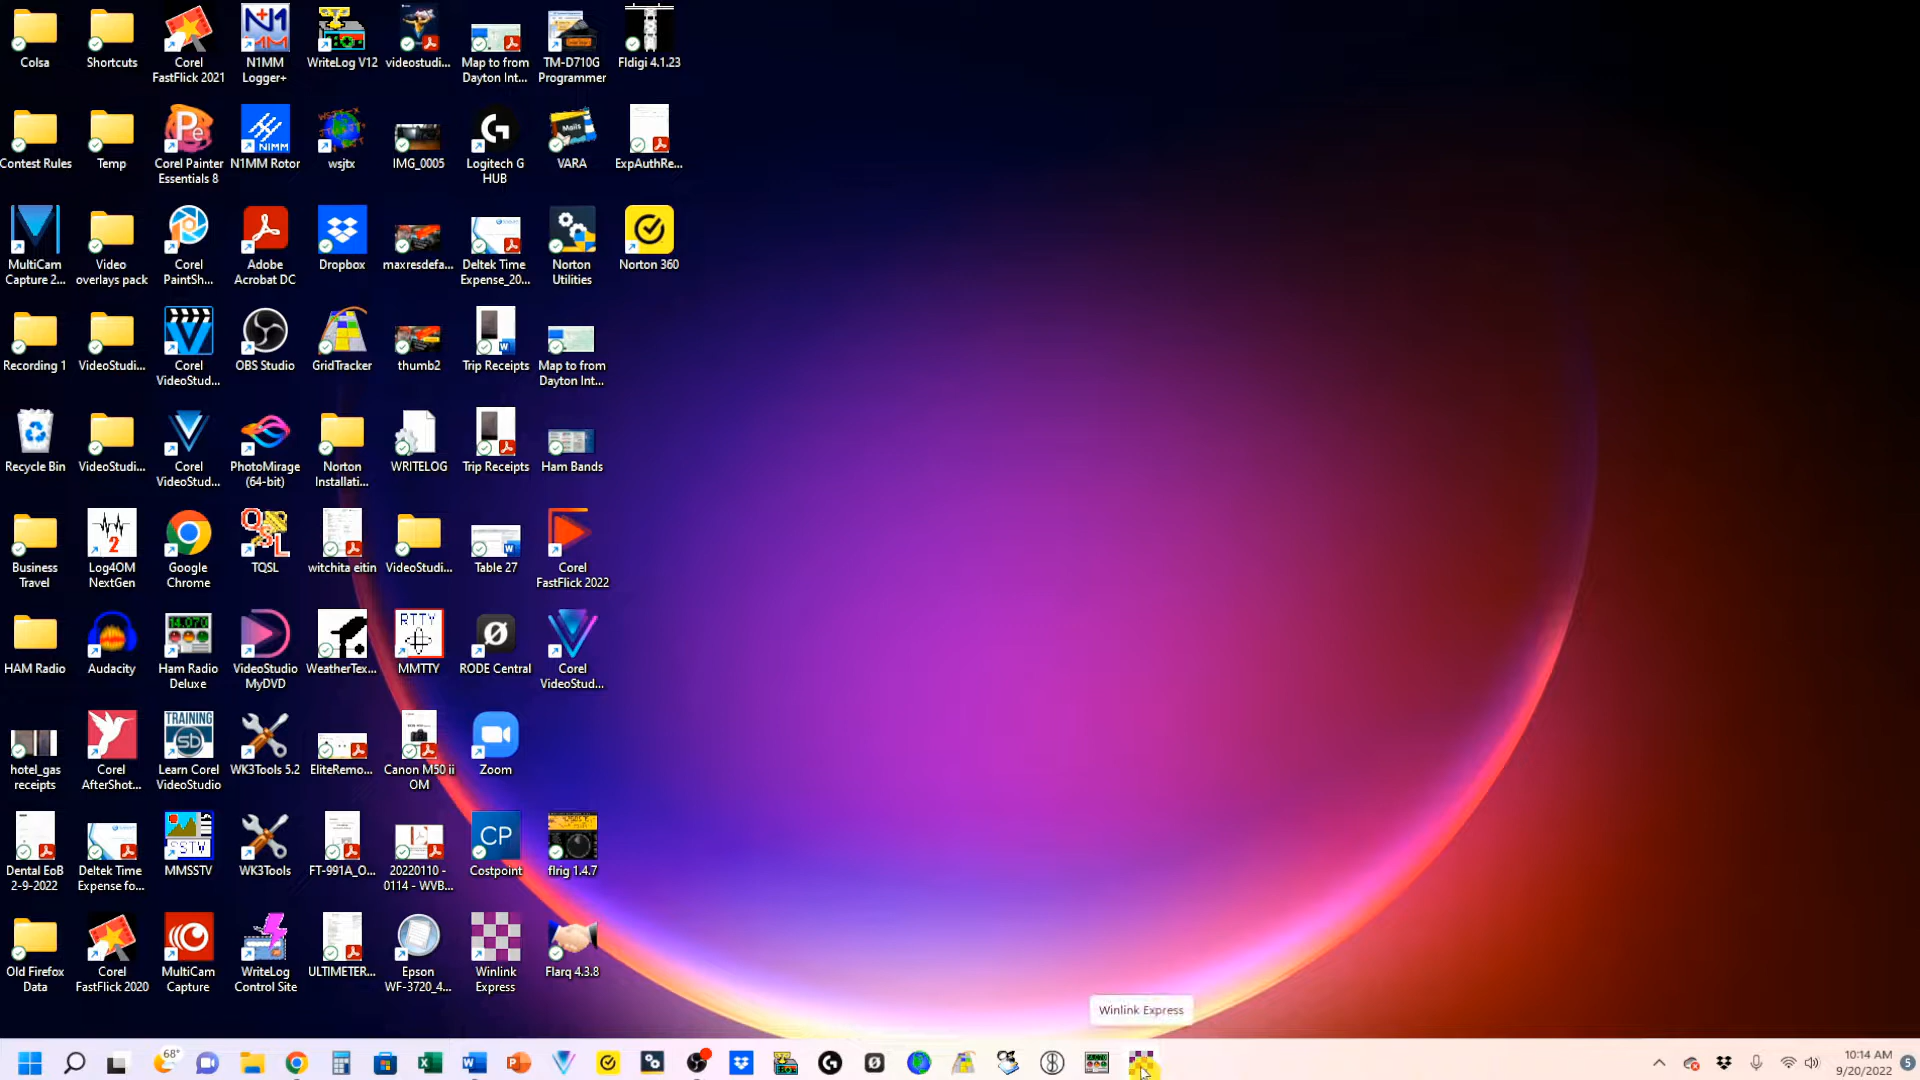 Colsa
Shortcuts
Corel
FastFlick 2021
N1MM
Logger+
WriteLog V12
videostudi...
Map to from
Dayton Int...
TM-D710G
Programmer
Fldigi 4.1.23
Contest Rules
Temp
Corel Painter
Essentials 8
N1MM Rotor
wsjtx
IMG_0005
Logitech G
HUB
VARA
ExpAuthRe...
MultiCam
Capture 2...
Video
overlays pack
Corel
PaintSh...
Adobe
Acrobat DC
Dropbox
maxresdefa...
Deltek Time
Expense_20...
Norton
Utilities
Norton 360
Recording 1
VideoStudi...
Corel
VideoStud...
OBS Studio
GridTracker
thumb2
Trip Receipts
Map to from
Dayton Int...
Recycle Bin
VideoStudi...
Corel
VideoStud...
PhotoMirage
(64-bit)
Norton
Installati...
WRITELOG
Trip Receipts
Ham Bands
Business
Travel
Log4OM
NextGen
Google
Chrome
TQSL
witchita eitin
VideoStudi...
Table 27
Corel
FastFlick 2022
HAM Radio
Audacity
Ham Radio
Deluxe
VideoStudio
MyDVD
WeatherTex...
MMTTY
RODE Central
Corel
VideoStud...
hotel_gas
receipts
Corel
AfterShot...
Learn Corel
VideoStudio
WK3Tools 5.2
EliteRemo...
Canon M50 ii
OM
Zoom
Dental EoB
2-9-2022
Deltek Time
Expense fo...
MMSSTV
WK3Tools
FT-991A_O...
20220110 -
0114 - WVB...
Costpoint
flrig 1.4.7
Old Firefox
Data
Corel
FastFlick 2020
MultiCam
Capture
WriteLog
Control Site
ULTIMETER...
Epson
WF-3720_4...
Winlink
Express
Flarq 4.3.8
Winlink Express
68°
10:14 AM
9/20/2022
5